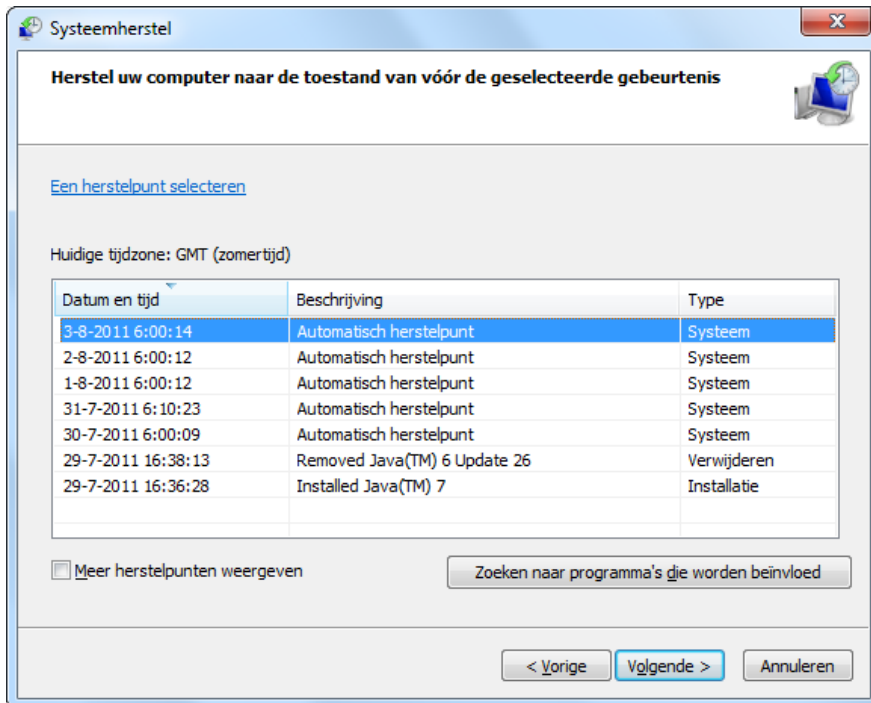 Systeemherstel
Herstel uw computer naar de toestand van vóór de geselecteerde gebeurtenis
Een herstelpunt selecteren
Huidige tijdzone: GMT (zomertijd)
Datum en tijd Beschrijving Type
3-8-2011 6:00:14 Automatisch herstelpunt Systeem
2-8-2011 6:00:12 Automatisch herstelpunt Systeem
1-8-2011 6:00:12 Automatisch herstelpunt Systeem
31-7-2011 6:10:23 Automatisch herstelpunt Systeem
30-7-2011 6:00:09 Automatisch herstelpunt Systeem
29-7-2011 16:38:13 Removed Java(TM) 6 Update 26 Verwijderen
29-7-2011 16:36:28 Installed Java(TM) 7 Installatie
Meer herstelpunten weergeven Zoeken naar programma's die worden beïnvloed
< Vorige Volgende > Annuleren